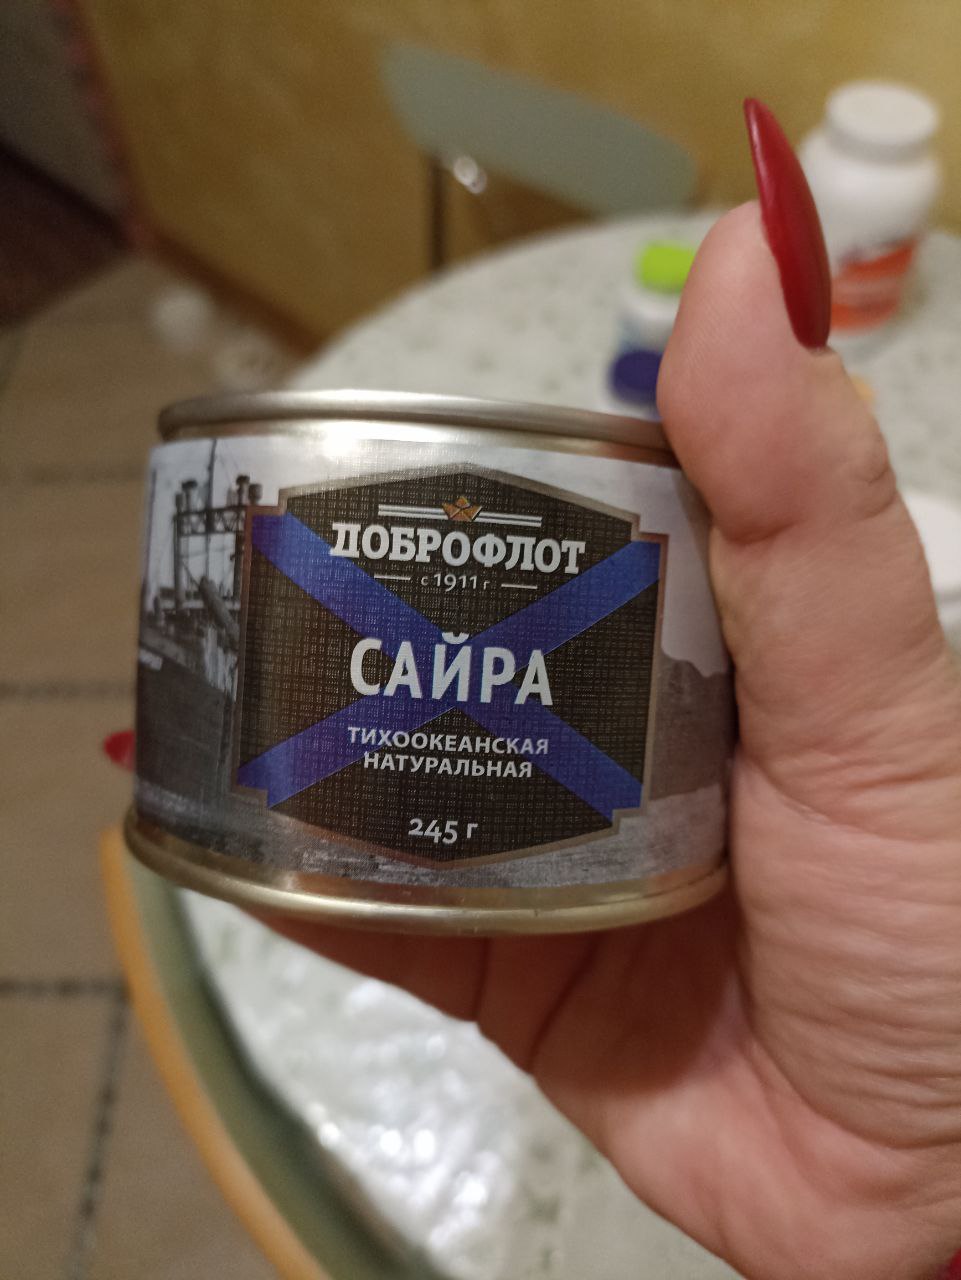 ДОБРОФЛОТ
с 1911 г
САЙРА
ТИХООКЕАНСКАЯ
НАТУРАЛЬНАЯ
245 г